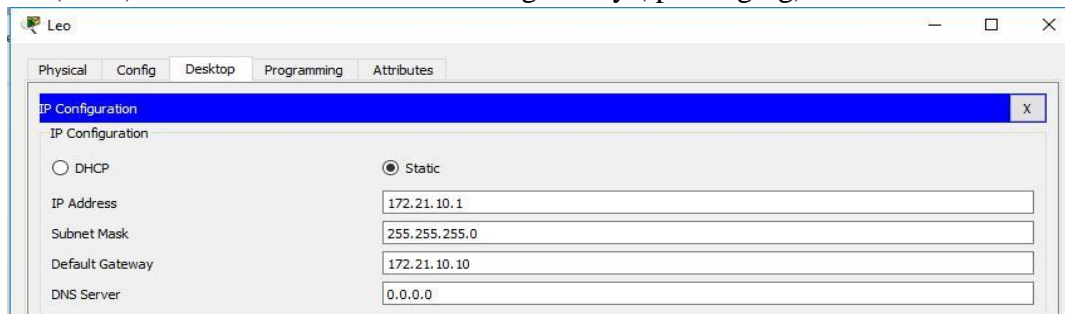 Leo
Physical Config Desktop Programming Attributes
IP Configuration X
IP Configuration
DHCP Static
IP Address 172.21.10.1
Subnet Mask 255.255.255.0
Default Gateway 172.21.10.10
DNS Server 0.0.0.0